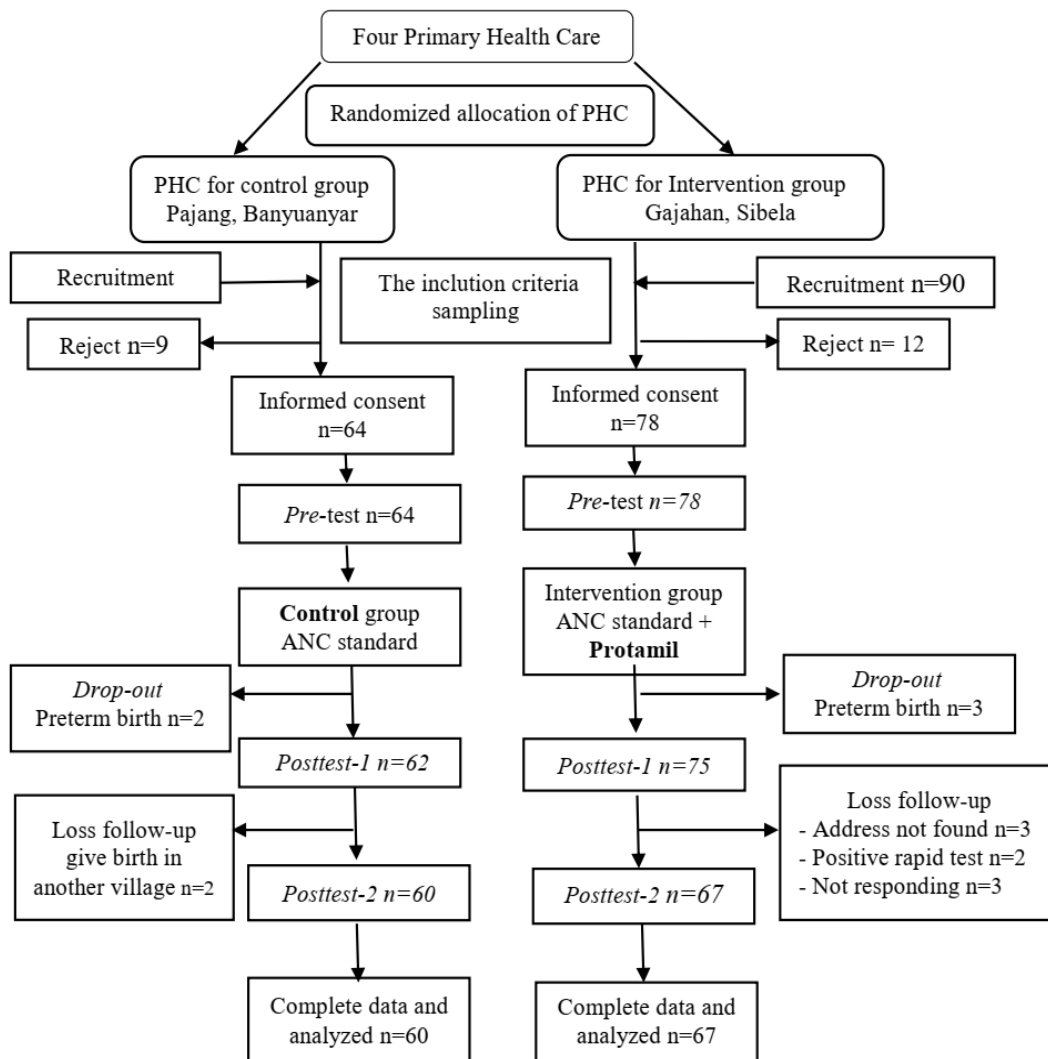 Four Primary Health Care
Randomized allocation of PHC
PHC for control group
Pajang, Banyuanyar
PHC for Intervention group
Gajahan, Sibela
Recruitment
The inclution criteria
sampling
Recruitment n=90
Reject n=9
Reject n= 12
Informed consent
n=64
Informed consent
n=78
Pre-test n=64
Pre-test n=78
Control group
ANC standard
Intervention group
ANC standard +
Protamil
Drop-out
Preterm birth n=2
Drop-out
Preterm birth n=3
Posttest-1 n=62
Posttest-1 n=75
Loss follow-up
give birth in
another village n=2
Loss follow-up
- Address not found n=3
- Positive rapid test n=2
- Not responding n=3
Posttest-2 n=60
Posttest-2 n=67
Complete data and
analyzed n=60
Complete data and
analyzed n=67